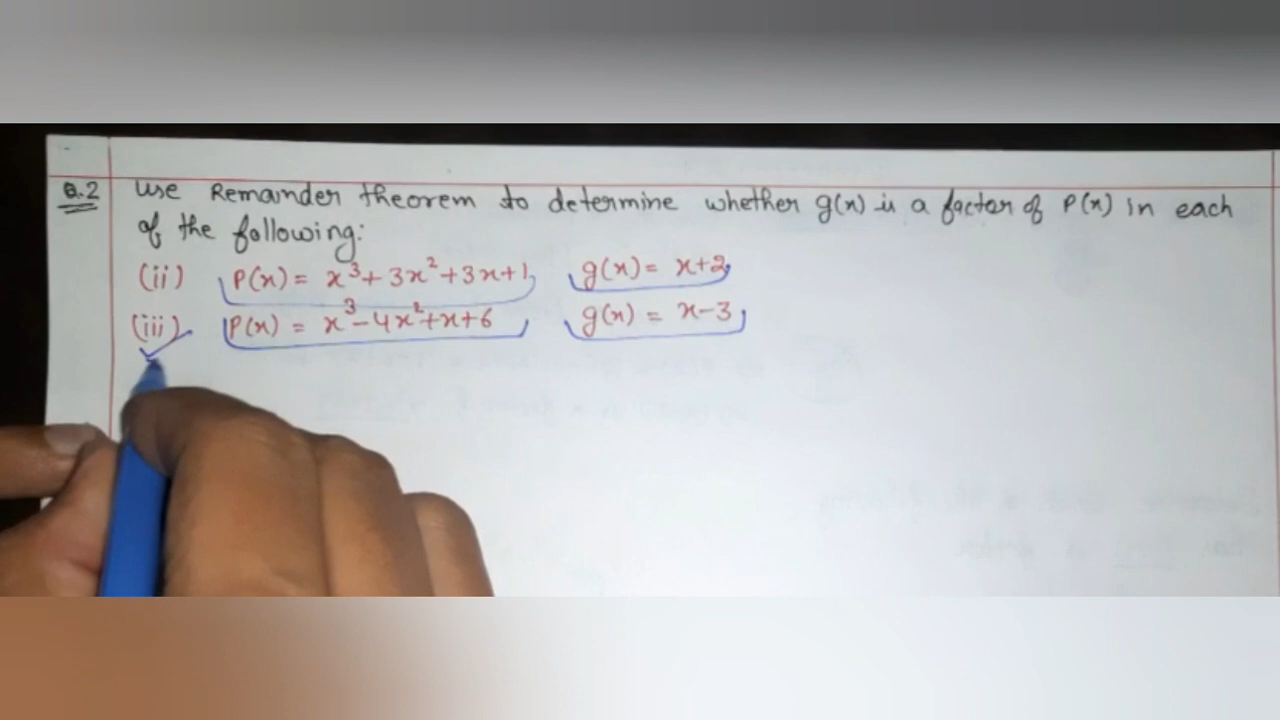 Q.2 Use Remainder theorem to determine whether g(x) is a factor of P(x) in each
of the following:
(ii) P(x) = x³+ 3x²+3x+1, g(x)= x+2,
(iii) P(x) = x³-4x²+x+6 g(x) = x-3